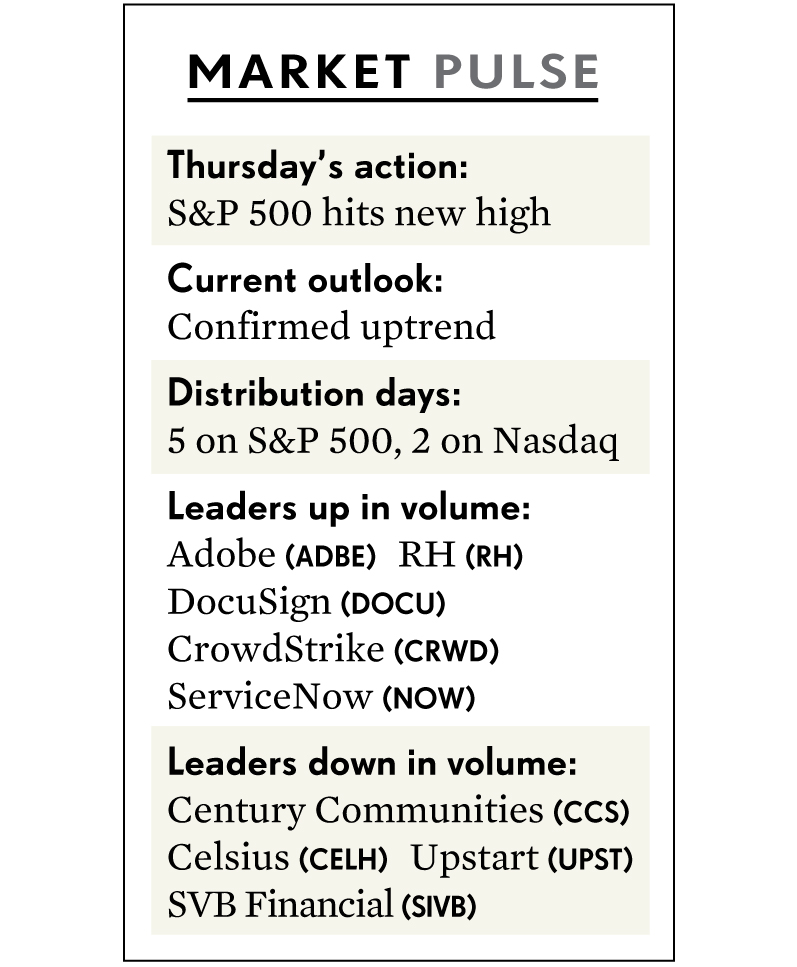 MARKET PULSE
Thursday's action:
S&P 500 hits new high
Current outlook:
Confirmed uptrend
Distribution days:
5 on S&P 500, 2 on Nasdaq
Leaders up in volume:
Adobe (ADBE) RH (RH)
DocuSign (DOCU)
CrowdStrike (CRWD)
ServiceNow (NOW)
Leaders down in volume:
Century Communities (CCS)
Celsius (CELH) Upstart (UPST)
SVB Financial (SIVB)